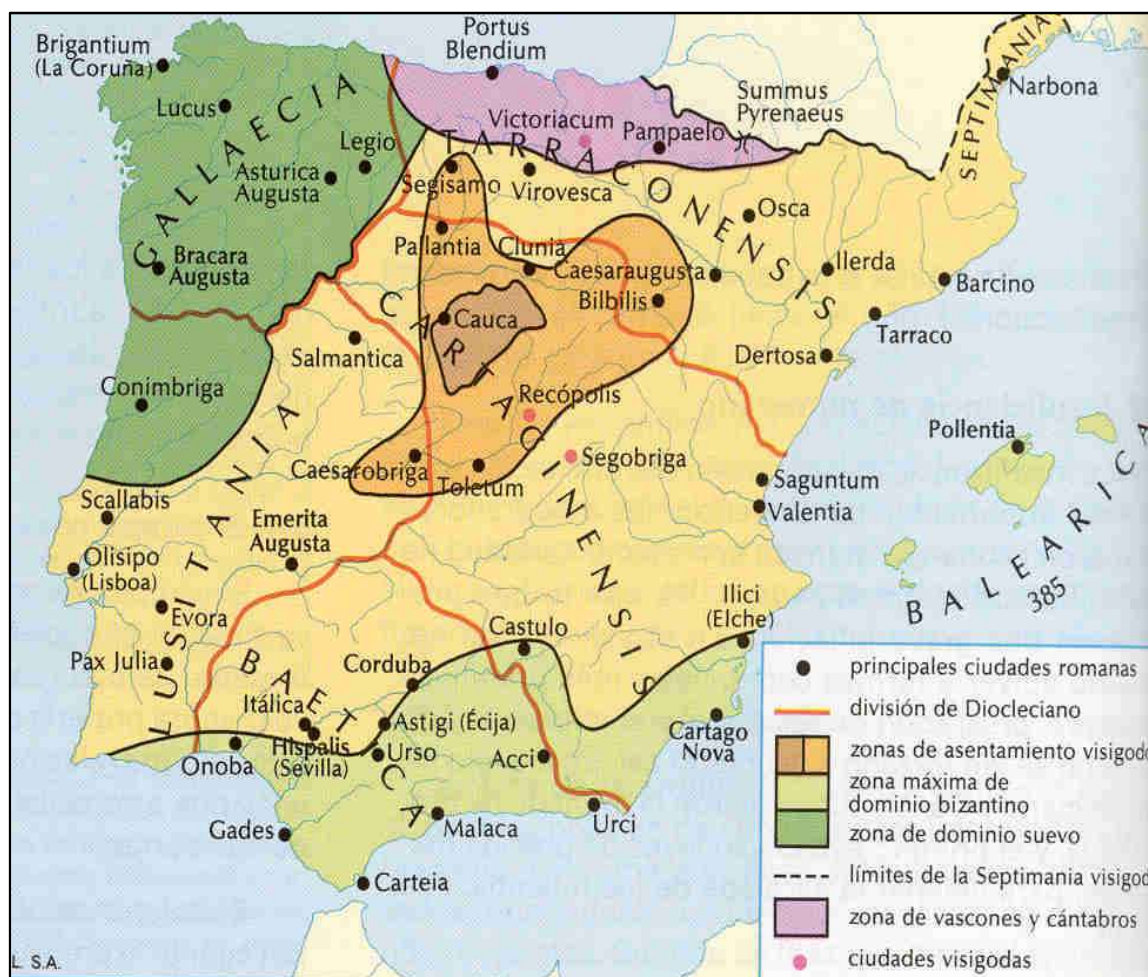 Brigantium
(La Coruña)
Portus
Blendium
SEPTIMANIA
Narbona
Lucus
Summus
Pyrenaeus
GALLAECIA
Victoriacum
Pampaelo
Legio
TARRACONENSIS
Asturica
Augusta
Segisamo
Virovesca
Osca
Pallantia
Clunia
Bracara
Augusta
Caesaraugusta
Ilerda
Bilbilis
Barcino
Cauca
Tarraco
Salmantica
CARTACINENSIS
Dertosa
Conimbriga
Recópolis
Pollentia
LUSITANIA
Caesarobriga
Toletum
Segobriga
Saguntum
Valentia
Scallabis
Emerita
Augusta
Olisipo
(Lisboa)
BALEARICA
385
Evora
Ilici
(Elche)
Castulo
Pax Julia
BAETICA
Corduba
Itálica
Astigi (Écija)
Cartago
Nova
Hispalis
(Sevilla)
Urso
Acci
Onoba
Gades
Malaca
Urci
Carteia
principales ciudades romanas
división de Diocleciano
zonas de asentamiento visigodo
zona máxima de
dominio bizantino
zona de dominio suevo
límites de la Septimania visigod
zona de vascones y cántabros
ciudades visigodas
L. S.A.